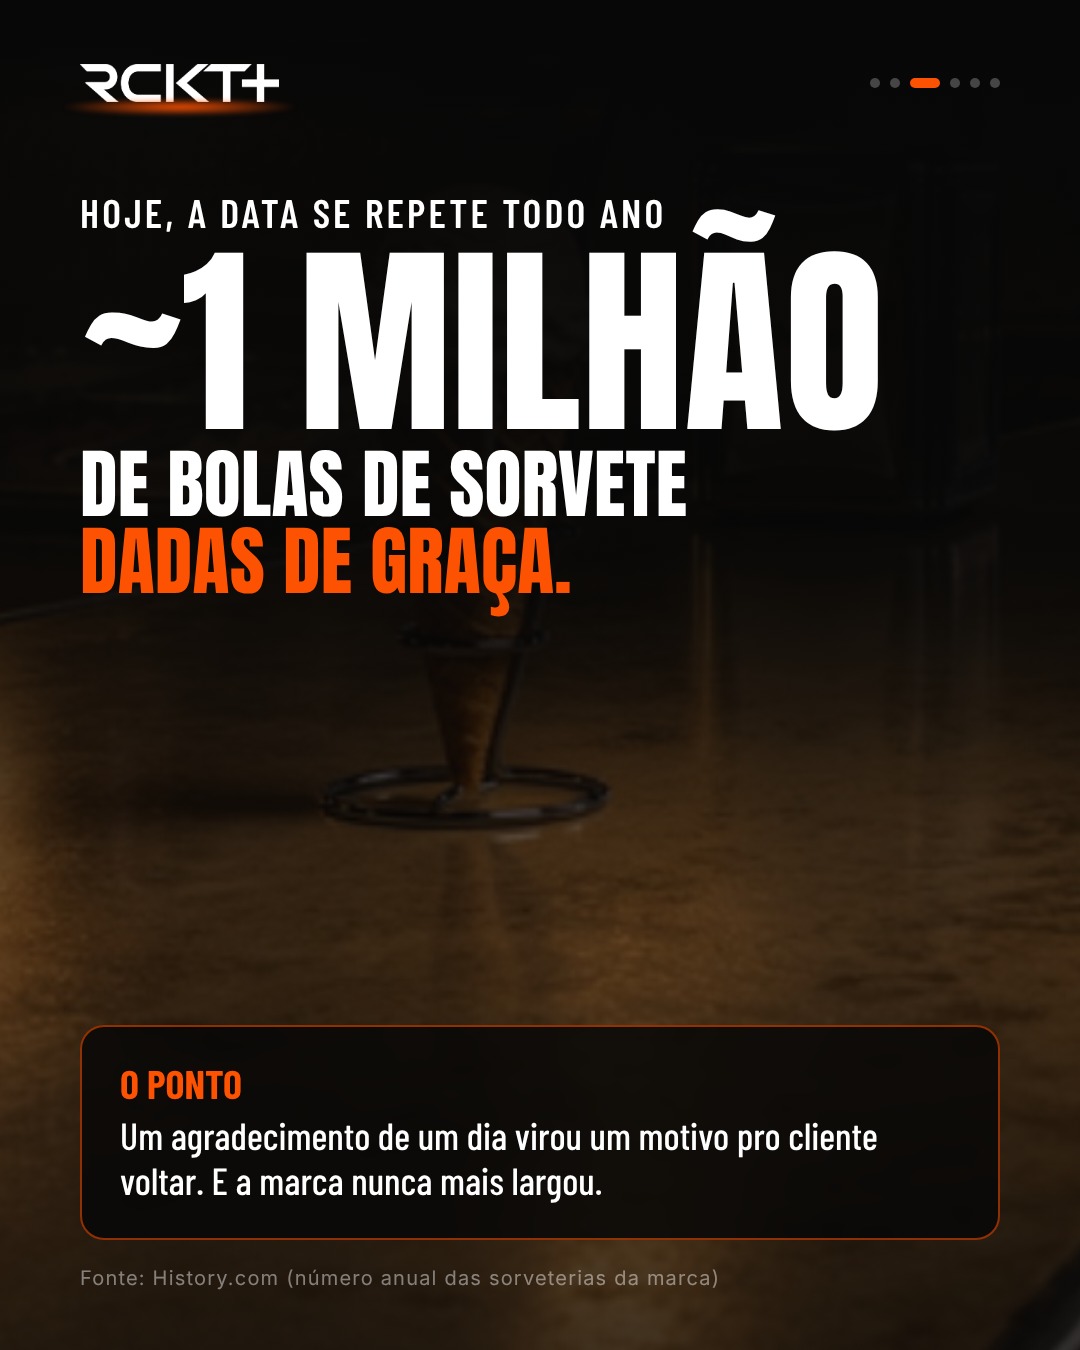 RCKT+
HOJE, A DATA SE REPETE TODO ANO
~1 MILHÃO
DE BOLAS DE SORVETE
DADAS DE GRAÇA.
O PONTO
Um agradecimento de um dia virou um motivo pro cliente
voltar. E a marca nunca mais largou.
Fonte: History.com (número anual das sorveterias da marca)